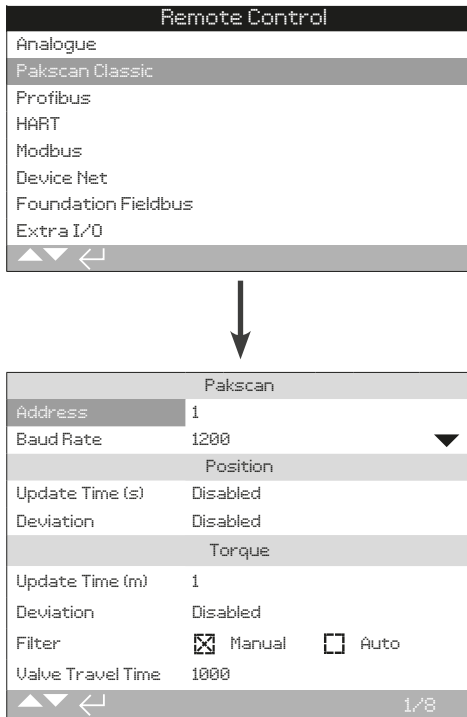 Remote Control
Analogue
Pakscan Classic
Profibus
HART
Modbus
Device Net
Foundation Fieldbus
Extra I/O
Pakscan
Address 1
Baud Rate 1200
Position
Update Time (s) Disabled
Deviation Disabled
Torque
Update Time (m) 1
Deviation Disabled
Filter Manual Auto
Valve Travel Time 1000
1/8